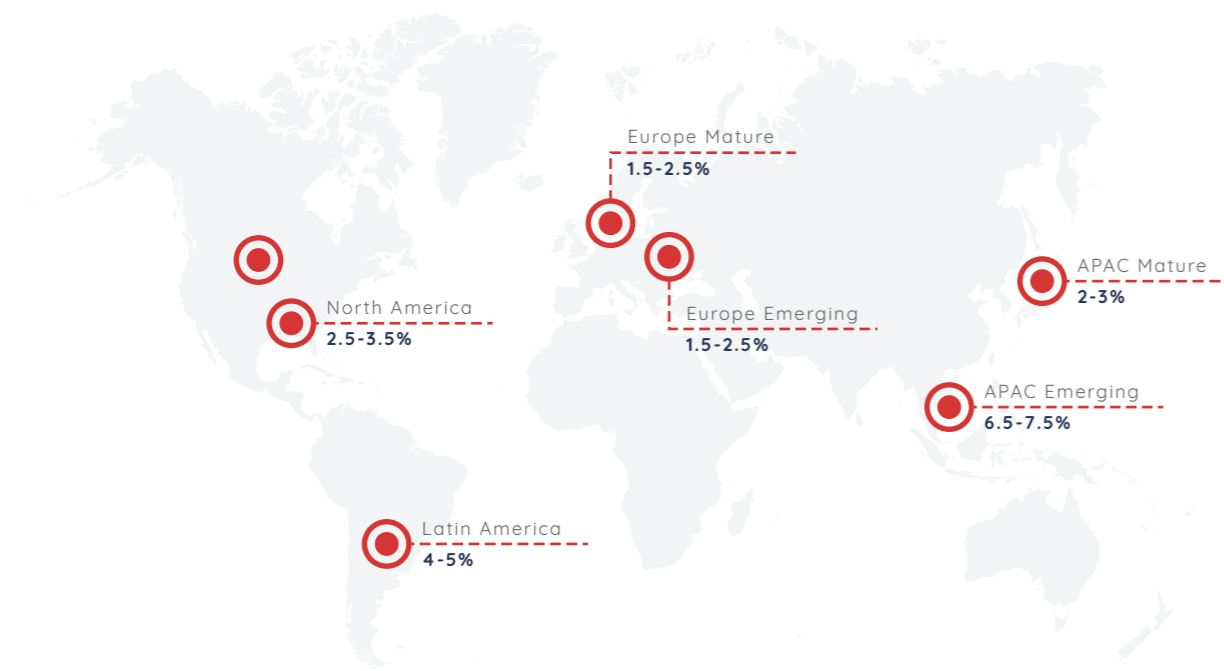 Europe Mature
1.5-2.5%
APAC Mature
2-3%
North America
2.5-3.5%
Europe Emerging
1.5-2.5%
APAC Emerging
6.5-7.5%
Latin America
4-5%